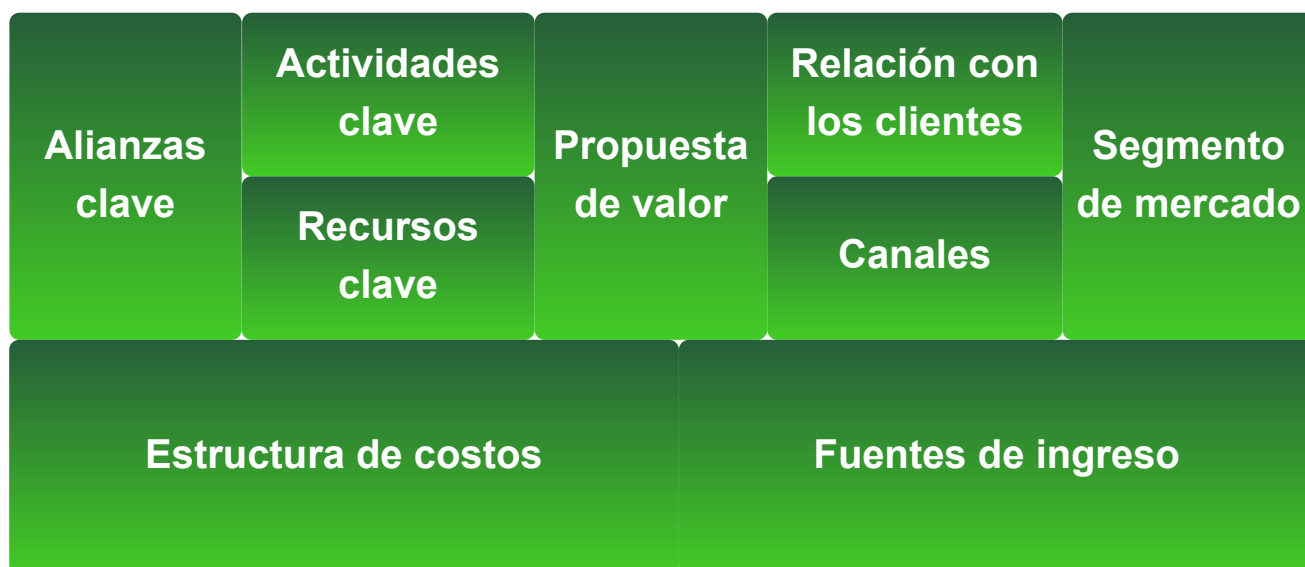 Alianzas
clave
Actividades
clave
Recursos
clave
Propuesta
de valor
Relación con
los clientes
Canales
Segmento
de mercado
Estructura de costos
Fuentes de ingreso